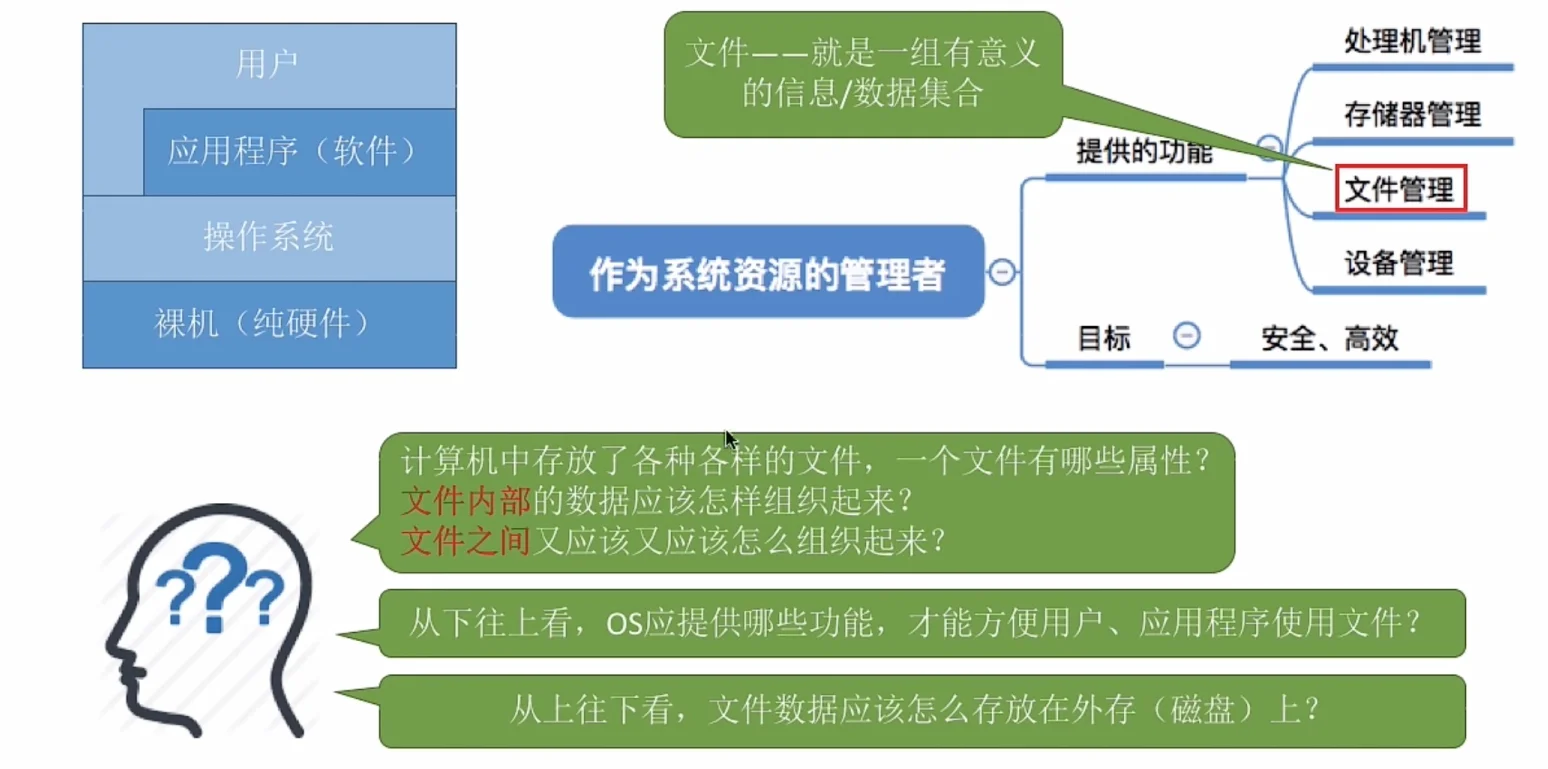 用户
应用程序（软件）
操作系统
裸机（纯硬件）
文件——就是一组有意义
的信息/数据集合
作为系统资源的管理者
提供的功能
处理机管理
存储器管理
文件管理
设备管理
目标
安全、高效
计算机中存放了各种各样的文件，一个文件有哪些属性？
文件内部的数据应该怎样组织起来？
文件之间又应该又应该怎么组织起来？
从下往上看，OS应提供哪些功能，才能方便用户、应用程序使用文件？
从上往下看，文件数据应该怎么存放在外存（磁盘）上？
???